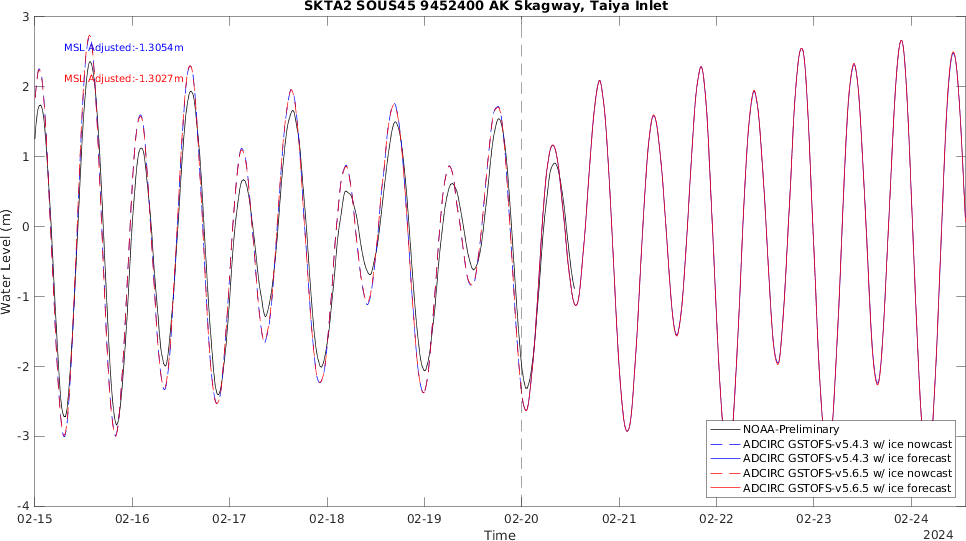 SKTA2 SOUS45 9452400 AK Skagway, Taiya Inlet
MSL Adjusted:-1.3054m
MSL Adjusted:-1.3027m
Water Level (m)
3
2
1
0
-1
-2
-3
-4
NOAA-Preliminary
ADCIRC GSTOFS-v5.4.3 w/ ice nowcast
ADCIRC GSTOFS-v5.4.3 w/ ice forecast
ADCIRC GSTOFS-v5.6.5 w/ ice nowcast
ADCIRC GSTOFS-v5.6.5 w/ ice forecast
02-15 02-16 02-17 02-18 02-19 02-20 02-21 02-22 02-23 02-24
Time
2024